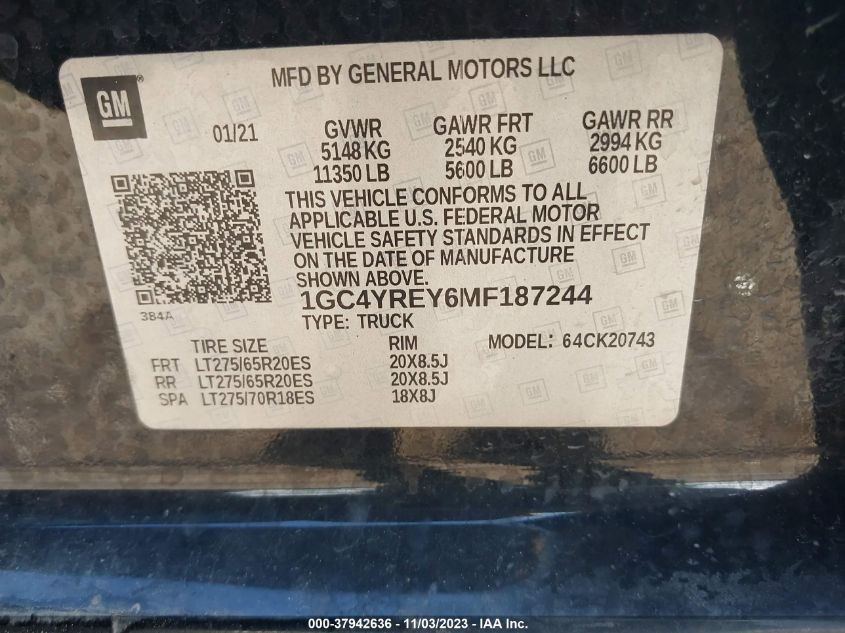 MFD BY GENERAL MOTORS LLC
GM
®
01/21 GVWR GAWR FRT GAWR RR
5148 KG 2540 KG 2994 KG
11350 LB 5600 LB 6600 LB
THIS VEHICLE CONFORMS TO ALL
APPLICABLE U.S. FEDERAL MOTOR
VEHICLE SAFETY STANDARDS IN EFFECT
ON THE DATE OF MANUFACTURE
SHOWN ABOVE.
1GC4YREY6MF187244
384A
TYPE: TRUCK
TIRE SIZE RIM MODEL: 64CK20743
FRT LT275/65R20ES 20X8.5J
RR LT275/65R20ES 20X8.5J
SPA LT275/70R18ES 18X8J
000-37942636 - 11/03/2023 - IAA Inc.